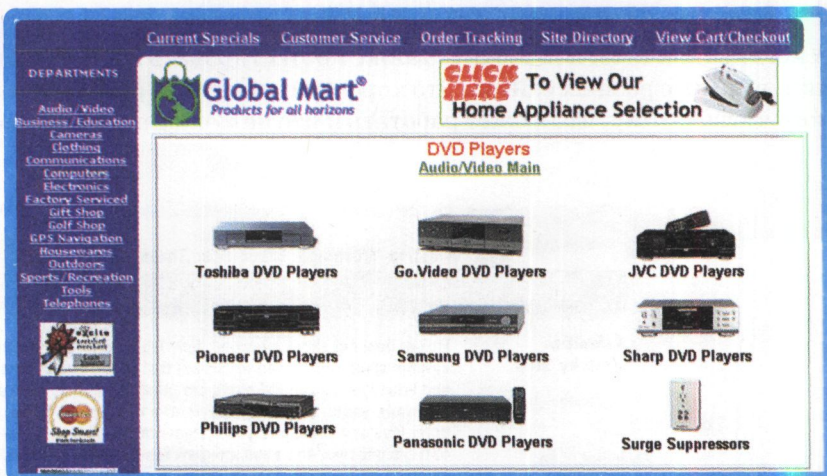 Current Specials Customer Service Order Tracking Site Directory View Cart/Checkout
DEPARTMENTS
Audio/Video
Business/Education
Cameras
Clothing
Communications
Computers
Electronics
Factory Serviced
Gift Shop
Golf Shop
GPS Navigation
Housewares
Outdoors
Sports/Recreation
Tools
Telephones
excite
Shop Smart!
Global Mart®
Products for all horizons
CLICK HERE To View Our
Home Appliance Selection
DVD Players
Audio/Video Main
Toshiba DVD Players Go.Video DVD Players JVC DVD Players
Pioneer DVD Players Samsung DVD Players Sharp DVD Players
Philips DVD Players Panasonic DVD Players Surge Suppressors